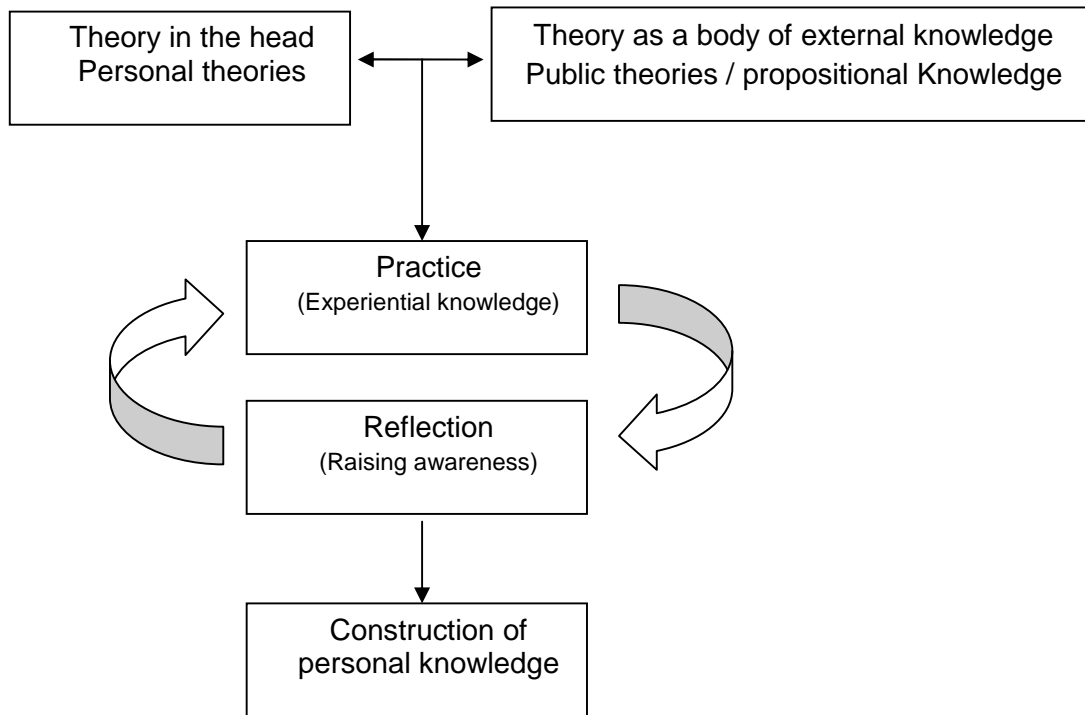 Theory in the head
Personal theories
Theory as a body of external knowledge
Public theories / propositional Knowledge
Practice
(Experiential knowledge)
Reflection
(Raising awareness)
Construction of
personal knowledge